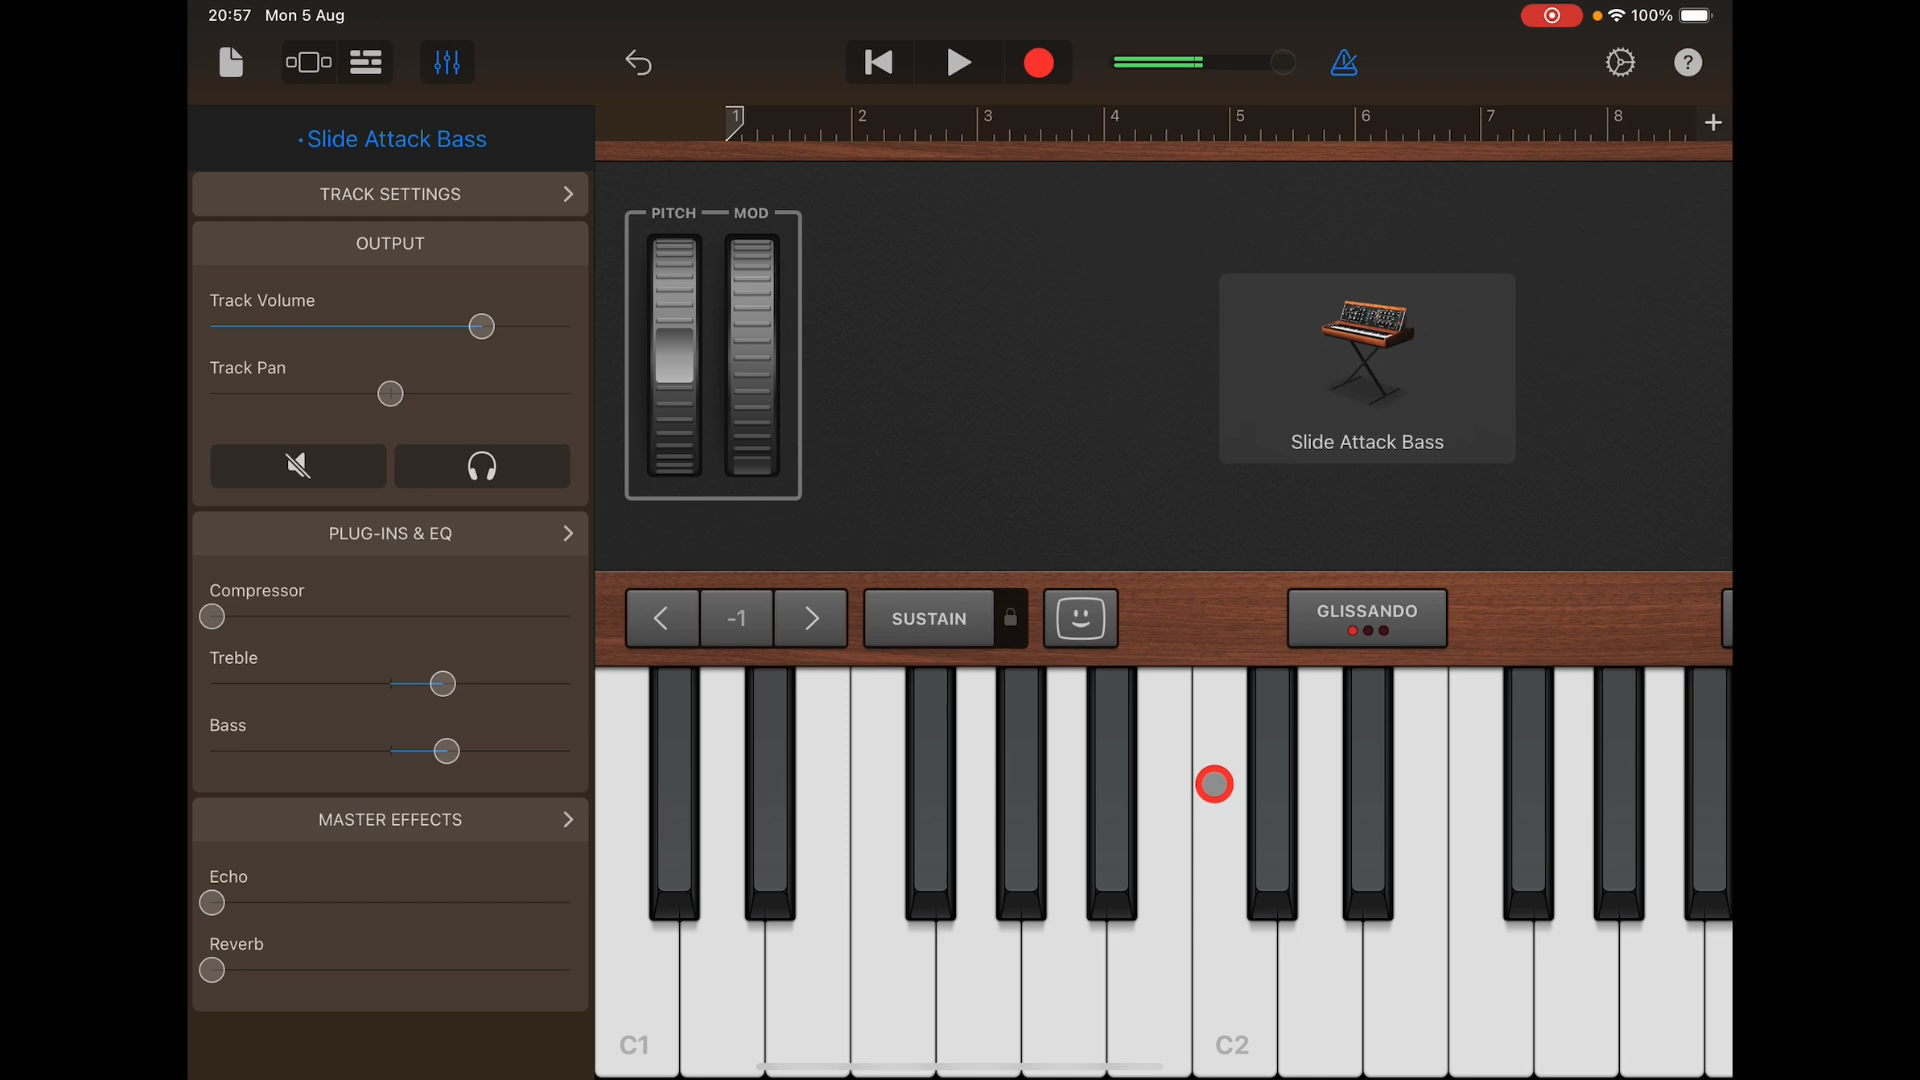 20:57 Mon 5 Aug
100%
• Slide Attack Bass
1 2 3 4 5 6 7 8 +
TRACK SETTINGS
OUTPUT
Track Volume
Track Pan
PLUG-INS & EQ
Compressor
Treble
Bass
MASTER EFFECTS
Echo
Reverb
PITCH MOD
Slide Attack Bass
-1
SUSTAIN
GLISSANDO
C1 C2